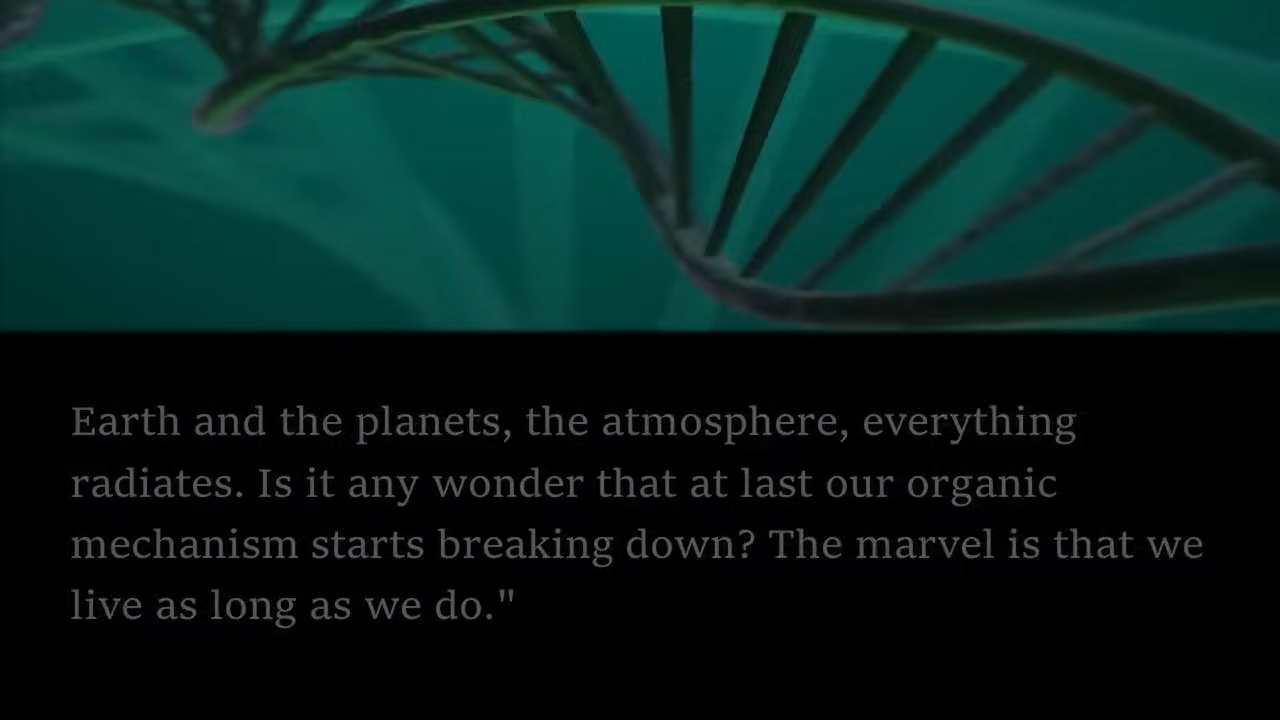 Earth and the planets, the atmosphere, everything
radiates. Is it any wonder that at last our organic
mechanism starts breaking down? The marvel is that we
live as long as we do."